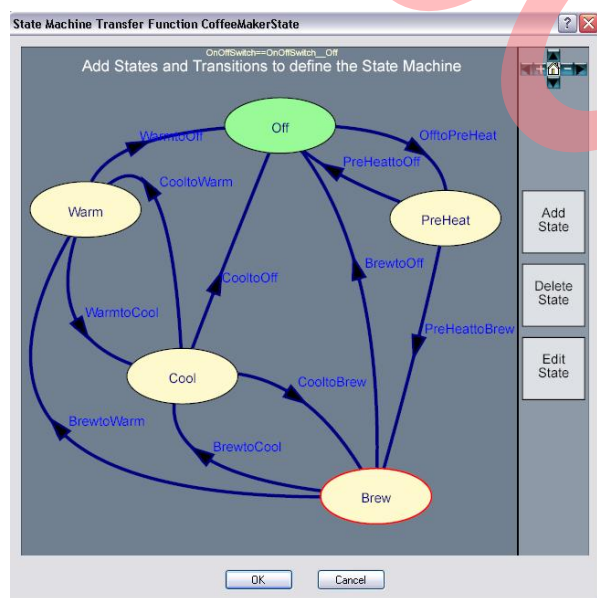 State Machine Transfer Function CoffeeMakerState
OnOffSwitch==OnOffSwitch__Off
Add States and Transitions to define the State Machine
Off
WarmtoOff
OfftoPreHeat
PreHeattoOff
CooltoWarm
Warm
PreHeat
Add
State
BrewtoOff
CooltoOff
Delete
State
WarmtoCool
PreHeattoBrew
Edit
State
Cool
CooltoBrew
BrewtoWarm
BrewtoCool
Brew
OK
Cancel